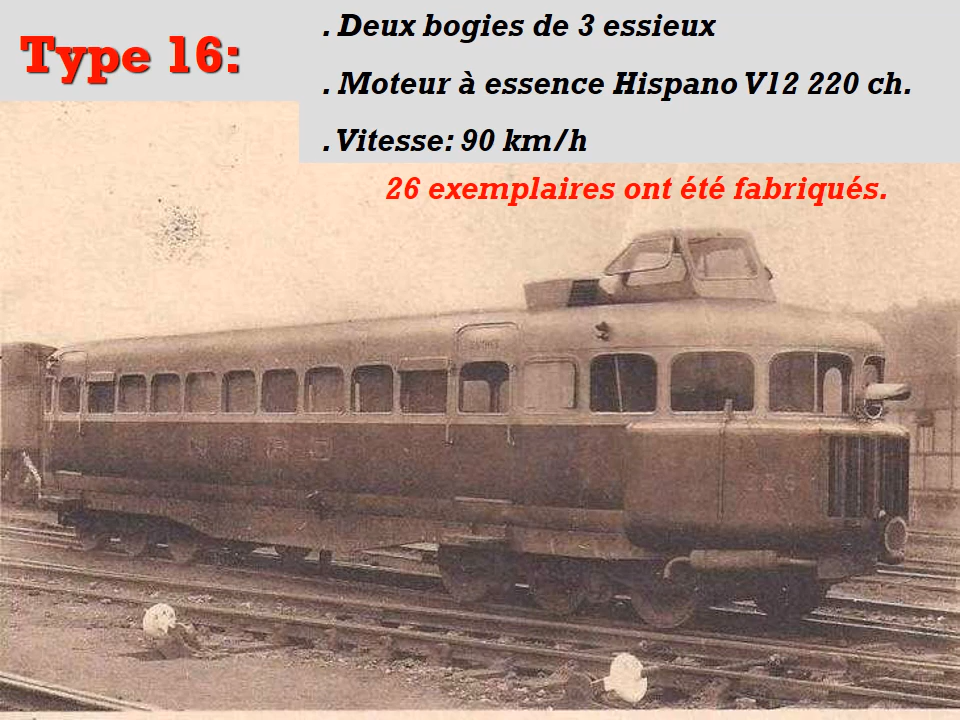 Type 16:
. Deux bogies de 3 essieux
. Moteur à essence Hispano V12 220 ch.
. Vitesse: 90 km/h
26 exemplaires ont été fabriqués.
NORD